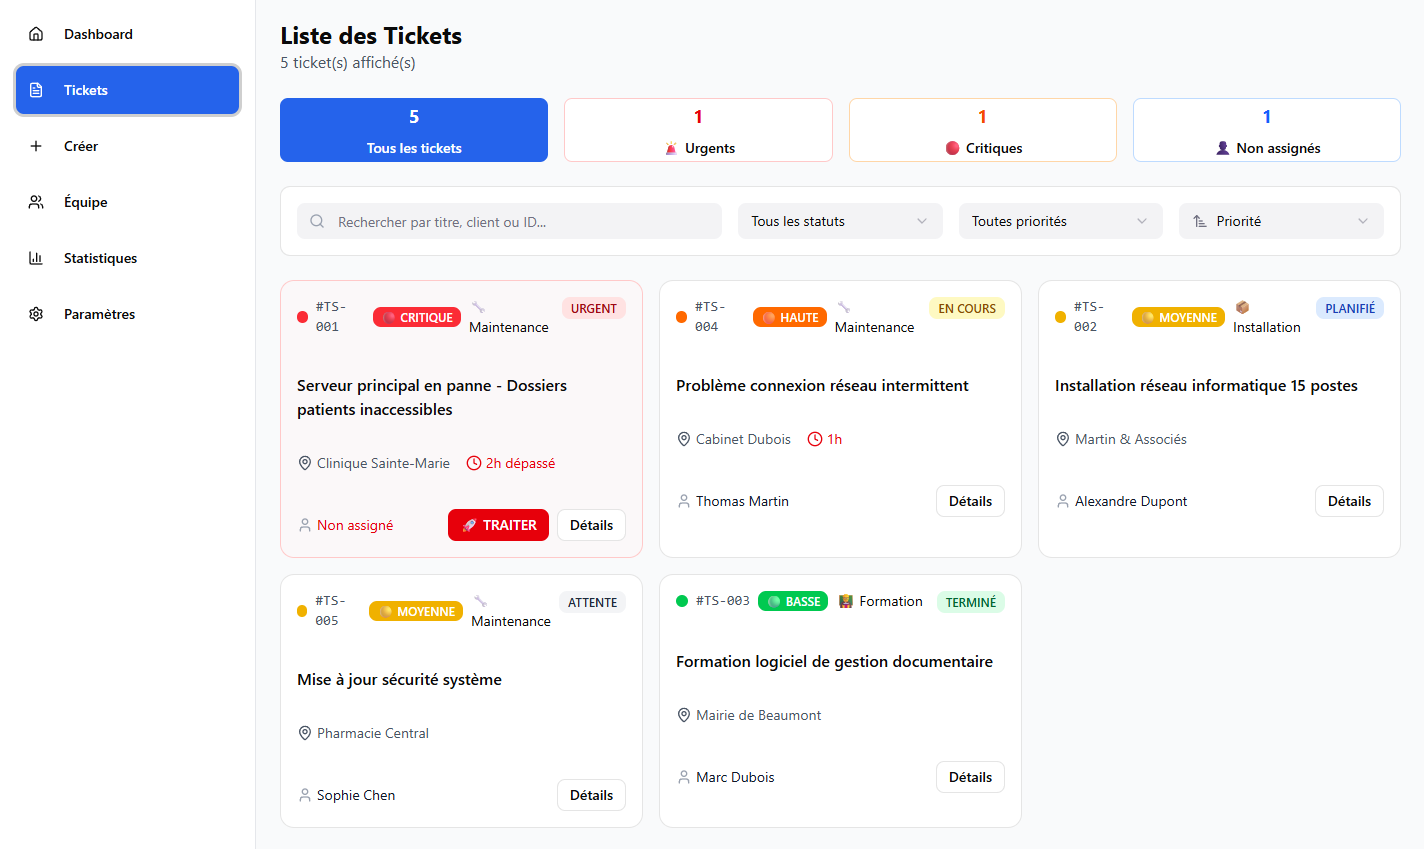 Dashboard
Tickets
Créer
Équipe
Statistiques
Paramètres
Liste des Tickets
5 ticket(s) affiché(s)
5
Tous les tickets
1
Urgents
1
Critiques
1
Non assignés
Rechercher par titre, client ou ID...
Tous les statuts
Toutes priorités
Priorité
#TS-
001
CRITIQUE
Maintenance
URGENT
Serveur principal en panne - Dossiers
patients inaccessibles
Clinique Sainte-Marie
2h dépassé
Non assigné
TRAITER
Détails
#TS-
004
HAUTE
Maintenance
EN COURS
Problème connexion réseau intermittent
Cabinet Dubois
1h
Thomas Martin
Détails
#TS-
002
MOYENNE
Installation
PLANIFIÉ
Installation réseau informatique 15 postes
Martin & Associés
Alexandre Dupont
Détails
#TS-
005
MOYENNE
Maintenance
ATTENTE
Mise à jour sécurité système
Pharmacie Central
Sophie Chen
Détails
#TS-003
BASSE
Formation
TERMINÉ
Formation logiciel de gestion documentaire
Mairie de Beaumont
Marc Dubois
Détails